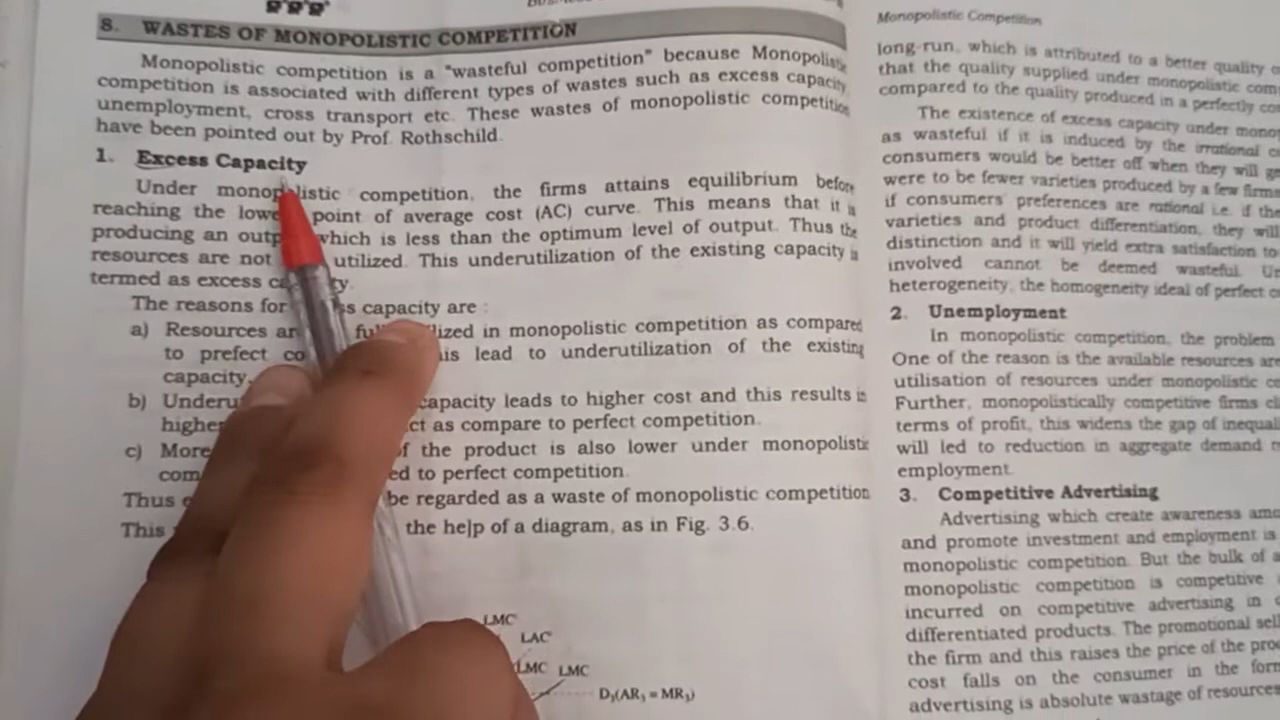 8. WASTES OF MONOPOLISTIC COMPETITION
Monopolistic competition is a "wasteful competition" because Monopolistic
competition is associated with different types of wastes such as excess capacity
unemployment, cross transport etc. These wastes of monopolistic competition
have been pointed out by Prof. Rothschild.
1. Excess Capacity
Under monopolistic competition, the firms attains equilibrium before
reaching the point of average cost (AC) curve. This means that it is
producing an which is less than the optimum level of output. Thus the
resources are not utilized. This underutilization of the existing capacity is
termed as excess
The reasons for capacity are :
a) Resources in monopolistic competition as compared
to prefect lead to underutilization of the existing
capacity.
b) capacity leads to higher cost and this results in
as compare to perfect competition.
c) More of the product is also lower under monopolistic
to perfect competition.
Thus be regarded as a waste of monopolistic competition
This the help of a diagram, as in Fig. 3.6.
LMC
LAC
LMC LMC
D₃(AR₃ = MR₃)
Monopolistic Competition
long-run, which is attributed to a better quality
that the quality supplied under monopolistic
compared to the quality produced in a perfectly
The existence of excess capacity under
as wasteful if it is induced by the irrational
consumers would be better off when they will
were to be fewer varieties produced by a few firms
if consumers' preferences are rational i.e. if
varieties and product differentiation, they will
distinction and it will yield extra satisfaction to
involved cannot be deemed wasteful.
heterogeneity, the homogeneity ideal of perfect
2. Unemployment
In monopolistic competition, the problem
One of the reason is the available resources are
utilisation of resources under monopolistic
Further, monopolistically competitive firms
terms of profit, this widens the gap of
will led to reduction in aggregate demand
employment.
3. Competitive Advertising
Advertising which create awareness
and promote investment and employment is
monopolistic competition. But the bulk of
monopolistic competition is competitive
incurred on competitive advertising in
differentiated products. The promotional
the firm and this raises the price of the
cost falls on the consumer in the form
advertising is absolute wastage of resources